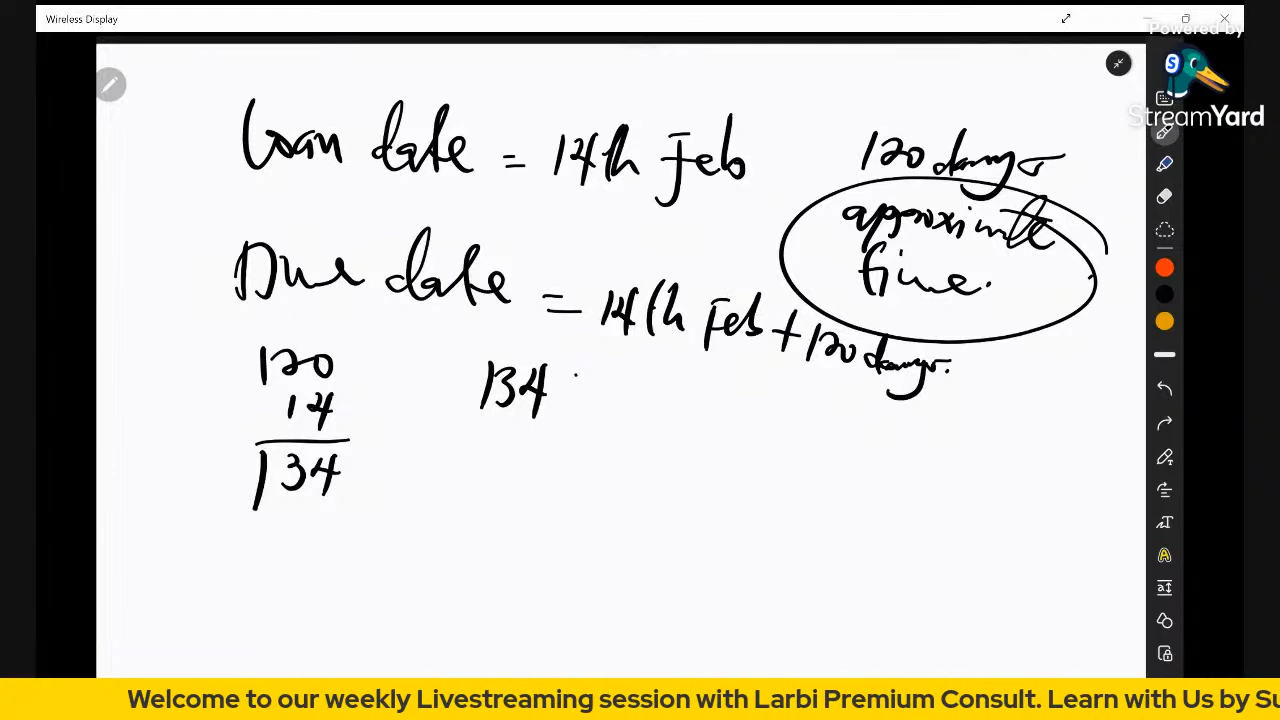 Wireless Display
Powered by
StreamYard
Loan date = 14th Feb
120 days
approximate
time.
Due date = 14th Feb + 120 days.
120
14
134
134
Welcome to our weekly Livestreaming session with Larbi Premium Consult. Learn with Us by Su